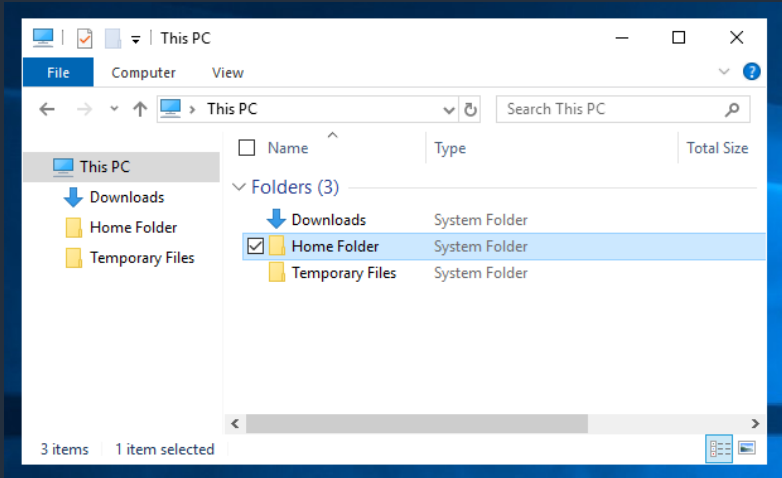 This PC
File Computer View
This PC Search This PC
Name Type Total Size
This PC
Downloads
Home Folder
Temporary Files
Folders (3)
Downloads System Folder
Home Folder System Folder
Temporary Files System Folder
3 items 1 item selected